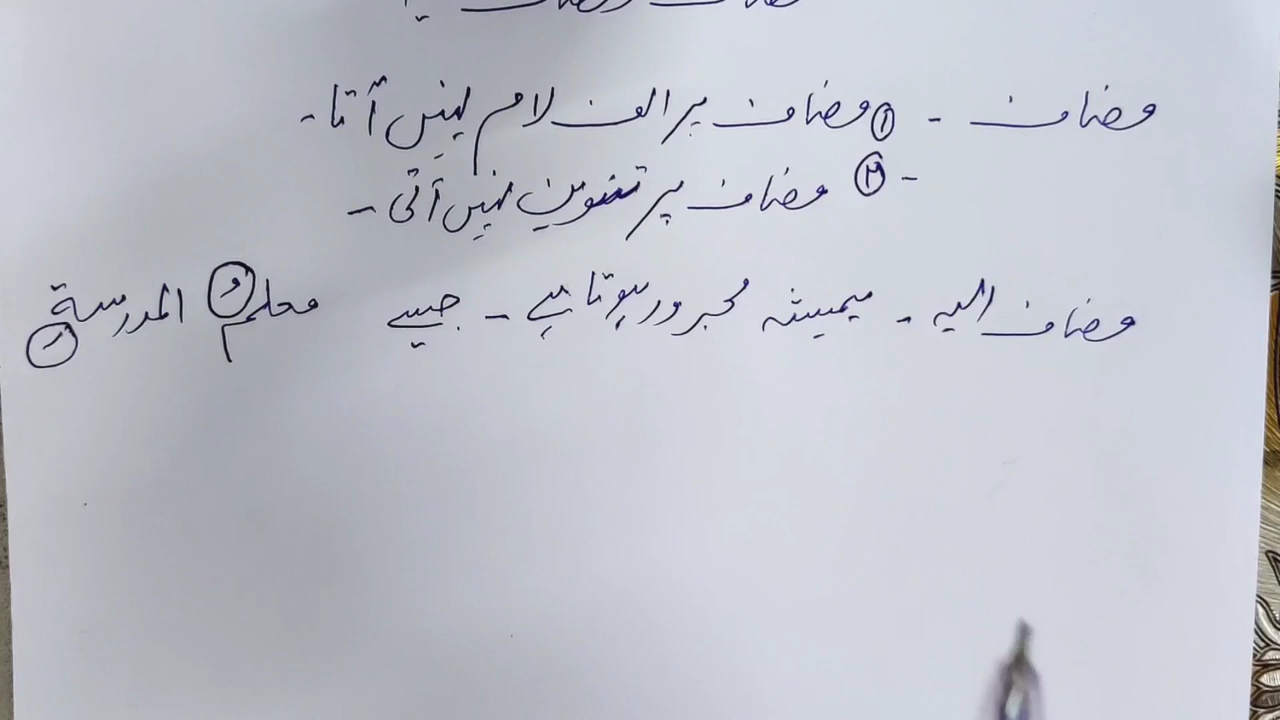 مضاف - ① مضاف پر الف لام نہیں آتا-
- ② مضاف پر تنوین نہیں آتی-
مضاف الیہ - ہمیشہ مجرور ہوتا ہے - جیسے معلمُ المدرسةِ